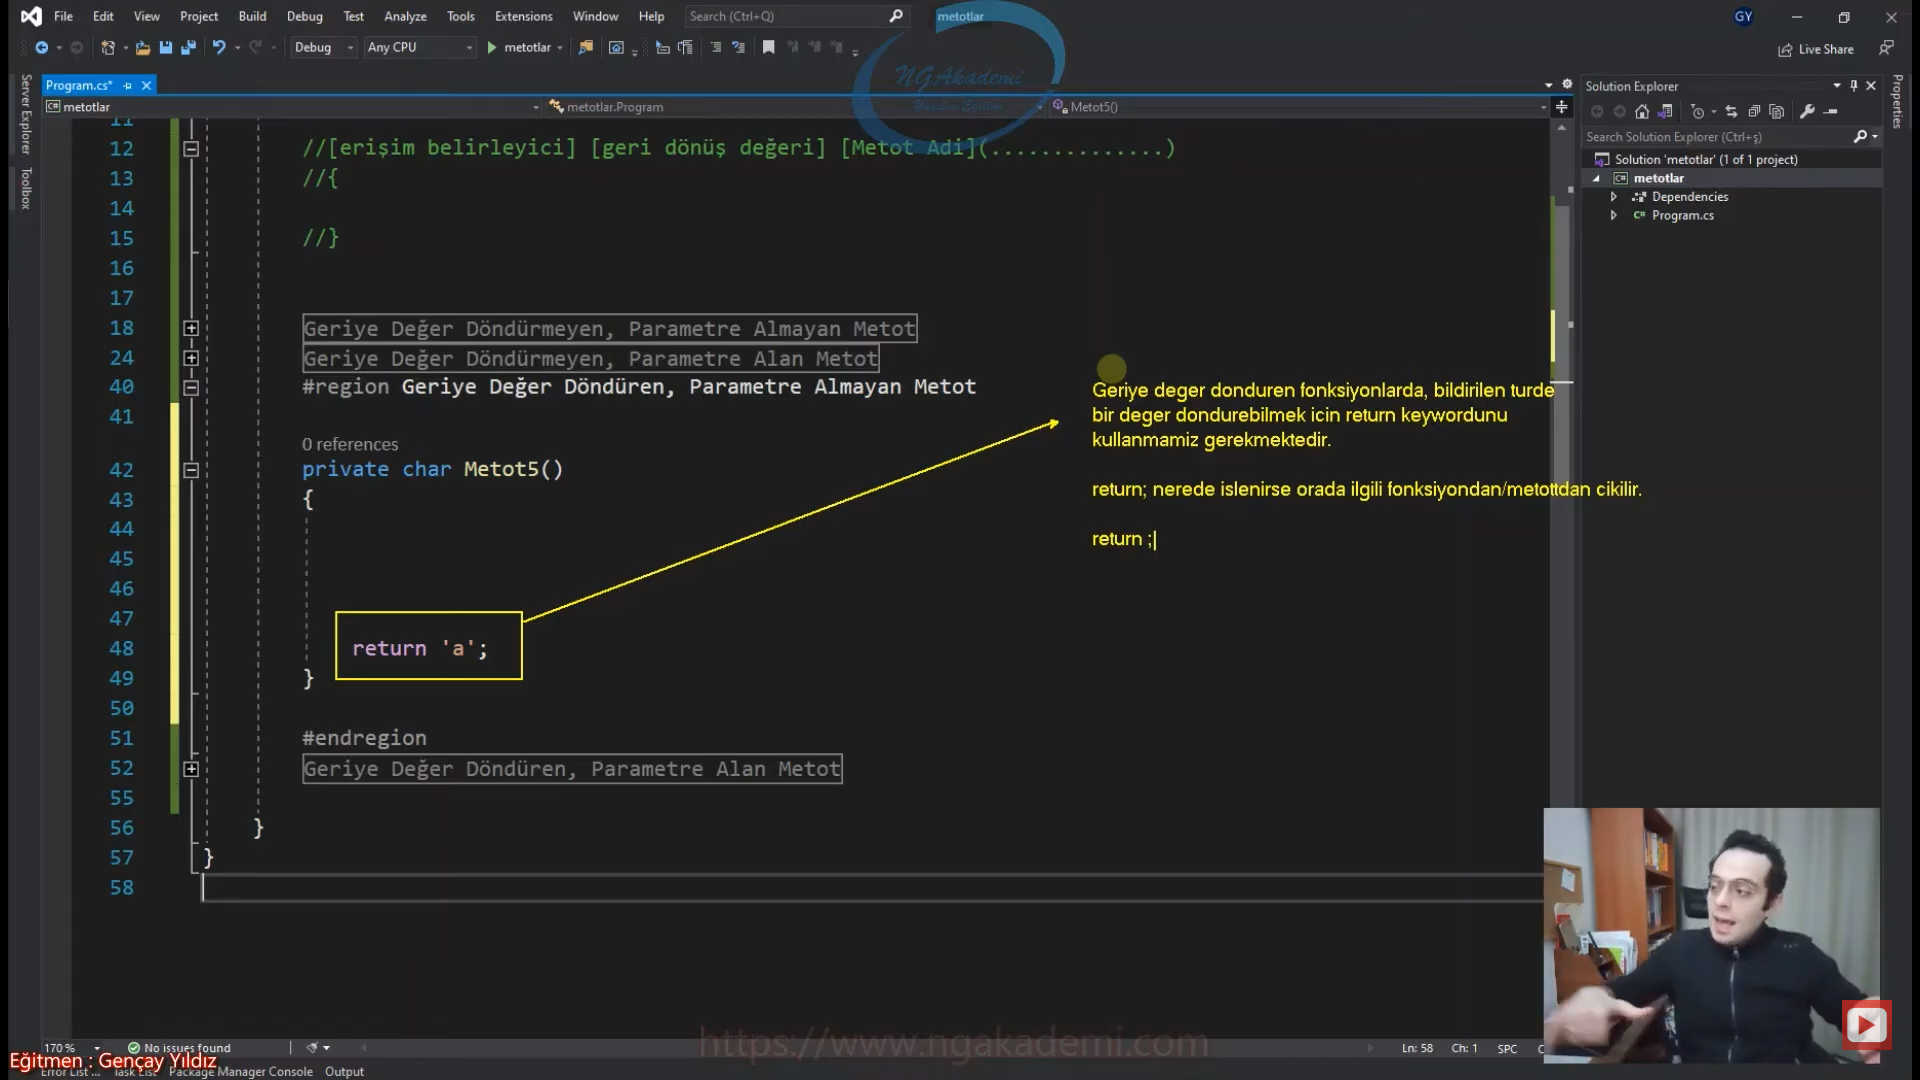 File Edit View Project Build Debug Test Analyze Tools Extensions Window Help Search (Ctrl+Q) metotlar GY
Debug Any CPU metotlar Live Share
NGAkademi
Server Explorer
Toolbox
Properties
Program.cs*
metotlar metotlar.Program Metot5()
11
12 //[erişim belirleyici] [geri dönüş değeri] [Metot Adi](..............)
13 //{
14
15 //}
16
17
18 Geriye Değer Döndürmeyen, Parametre Almayan Metot
24 Geriye Değer Döndürmeyen, Parametre Alan Metot
40 #region Geriye Değer Döndüren, Parametre Almayan Metot
41
0 references
42 private char Metot5()
43 {
44
45
46
47
48 return 'a';
49 }
50
51 #endregion
52 Geriye Değer Döndüren, Parametre Alan Metot
55
56 }
57 }
58
Geriye deger donduren fonksiyonlarda, bildirilen turde
bir deger dondurebilmek icin return keywordunu
kullanmamiz gerekmektedir.
return; nerede islenirse orada ilgili fonksiyondan/metottdan cikilir.
return ;
Solution Explorer
Search Solution Explorer (Ctrl+ş)
Solution 'metotlar' (1 of 1 project)
metotlar
Dependencies
Program.cs
170 % No issues found Ln: 58 Ch: 1 SPC
https://www.ngakademi.com
Eğitmen : Gençay Yıldız
Error List ... Task List Package Manager Console Output